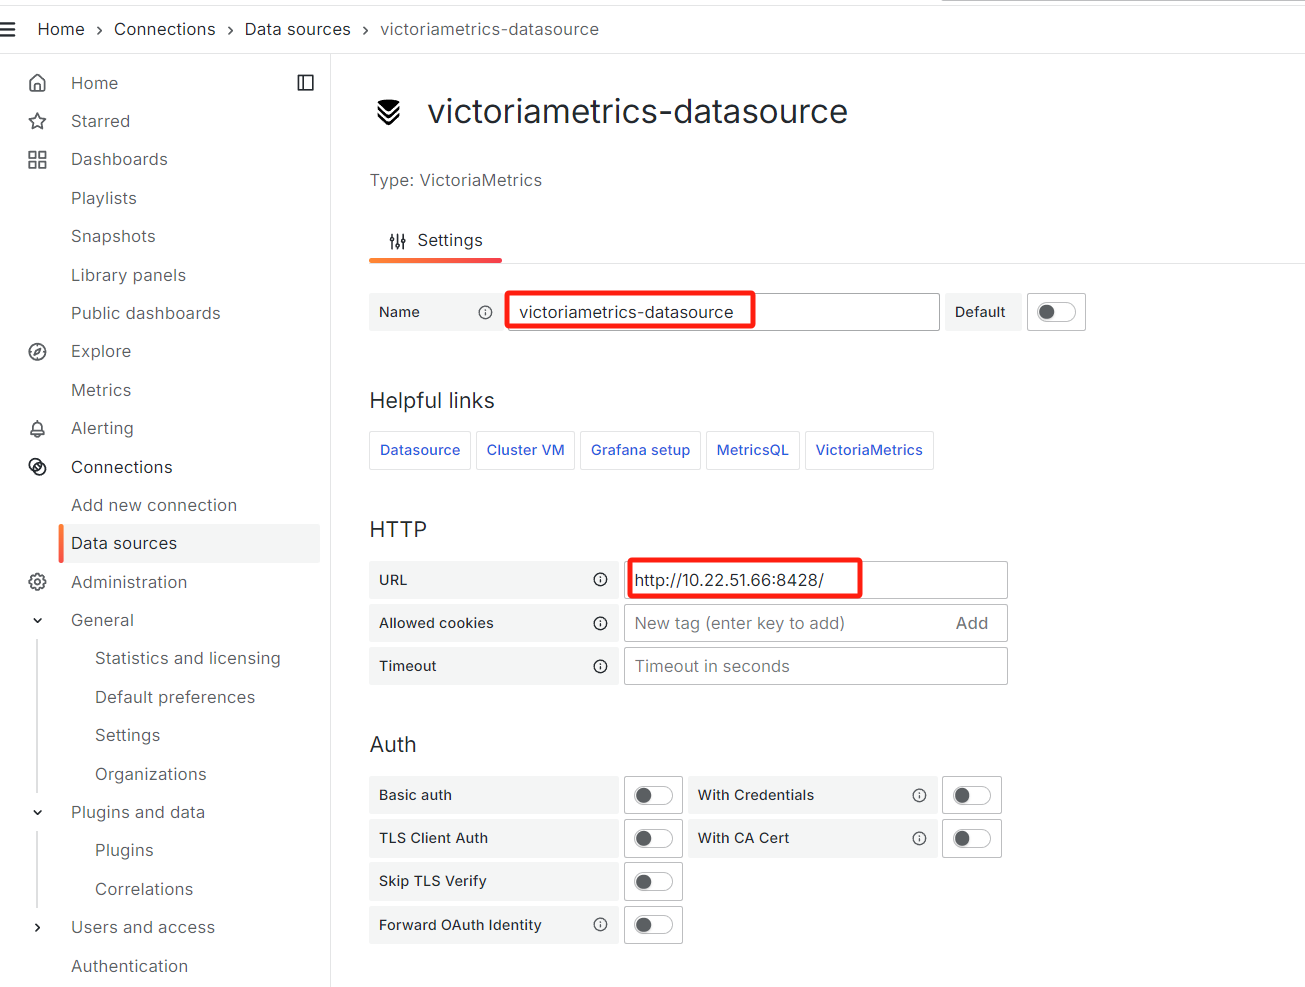 Home › Connections › Data sources › victoriametrics-datasource
Home
Starred
Dashboards
Playlists
Snapshots
Library panels
Public dashboards
Explore
Metrics
Alerting
Connections
Add new connection
Data sources
Administration
General
Statistics and licensing
Default preferences
Settings
Organizations
Plugins and data
Plugins
Correlations
Users and access
Authentication
victoriametrics-datasource
Type: VictoriaMetrics
Settings
Name victoriametrics-datasource Default
Helpful links
Datasource Cluster VM Grafana setup MetricsQL VictoriaMetrics
HTTP
URL http://10.22.51.66:8428/
Allowed cookies New tag (enter key to add) Add
Timeout Timeout in seconds
Auth
Basic auth With Credentials
TLS Client Auth With CA Cert
Skip TLS Verify
Forward OAuth Identity